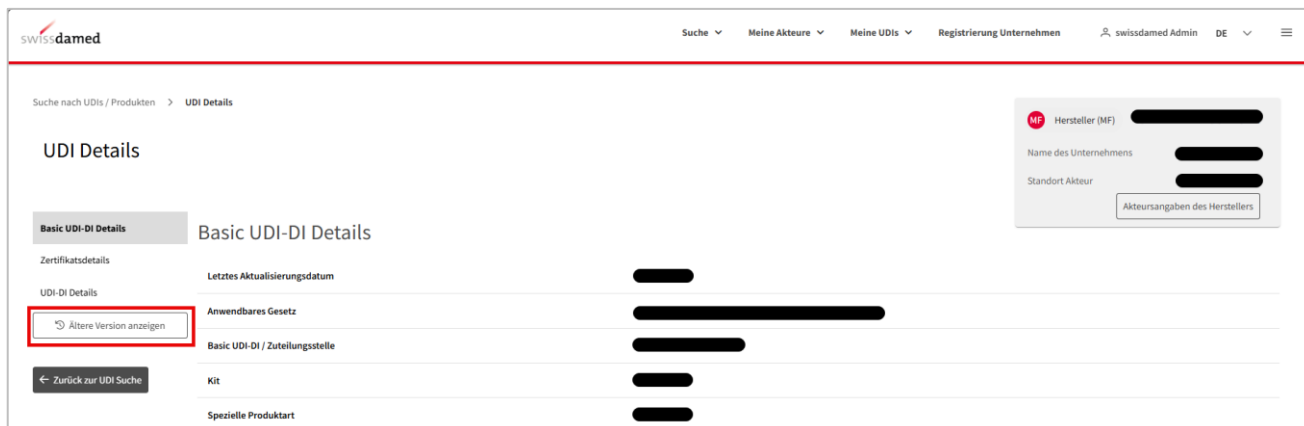 swissdamed
Suche Meine Akteure Meine UDIs Registrierung Unternehmen swissdamed Admin DE
Suche nach UDIs / Produkten > UDI Details
UDI Details
MF Hersteller (MF)
Name des Unternehmens
Standort Akteur
Akteursangaben des Herstellers
Basic UDI-DI Details
Zertifikatsdetails
UDI-DI Details
Ältere Version anzeigen
← Zurück zur UDI Suche
Basic UDI-DI Details
Letztes Aktualisierungsdatum
Anwendbares Gesetz
Basic UDI-DI / Zuteilungsstelle
Kit
Spezielle Produktart